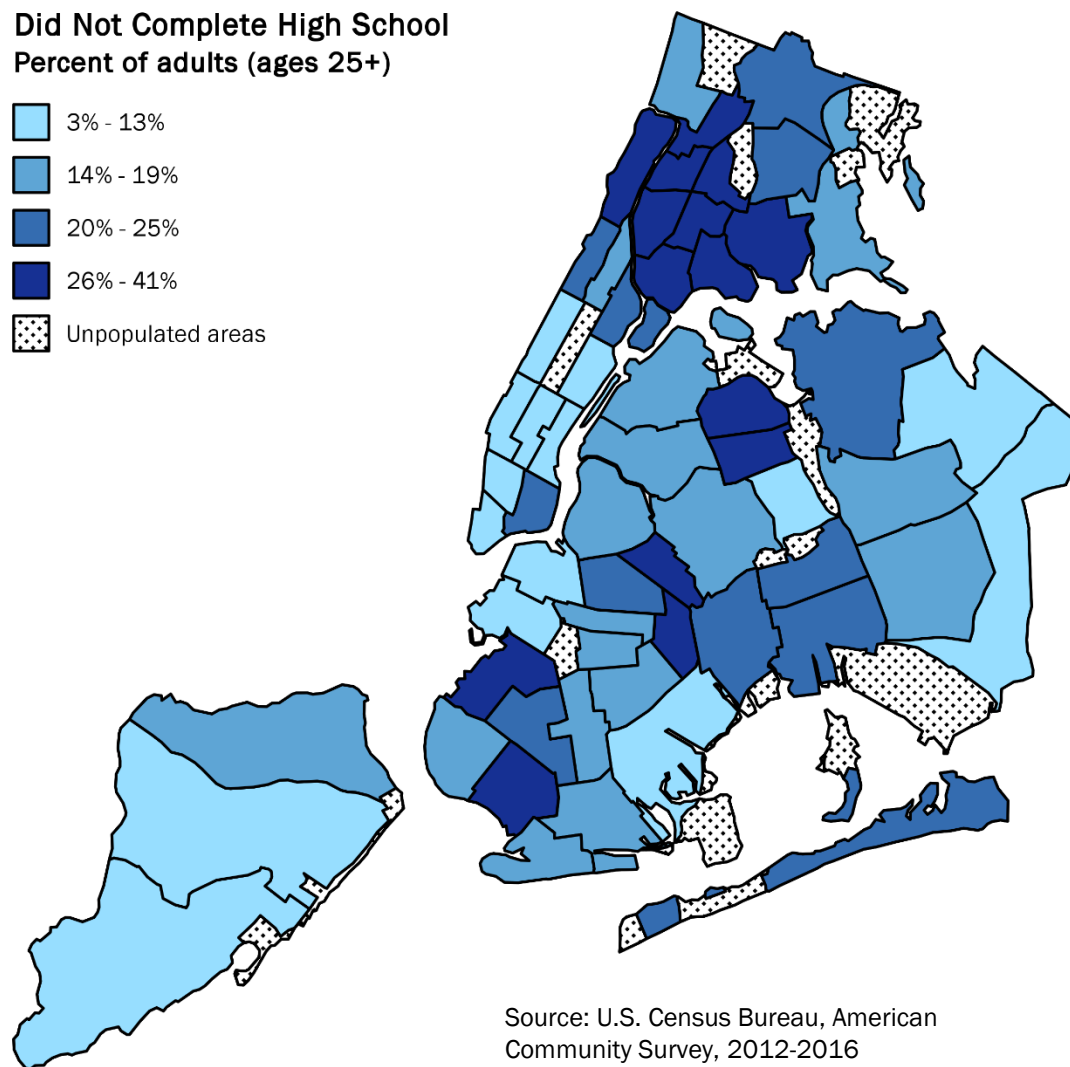 Did Not Complete High School
Percent of adults (ages 25+)
3% - 13%
14% - 19%
20% - 25%
26% - 41%
Unpopulated areas
Source: U.S. Census Bureau, American
Community Survey, 2012-2016